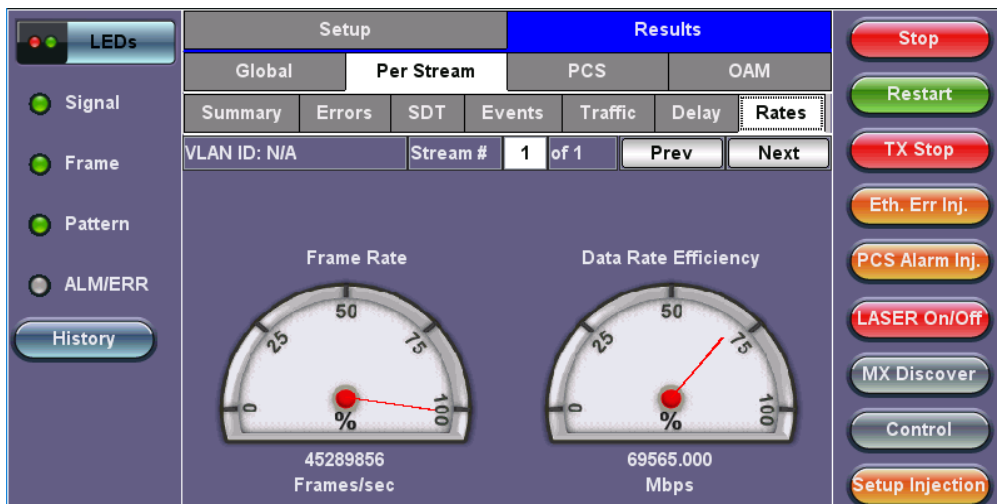 LEDs
Setup Results
Stop
Global Per Stream PCS OAM
Signal
Restart
Summary Errors SDT Events Traffic Delay Rates
VLAN ID: N/A Stream # 1 of 1 Prev Next
Frame
TX Stop
Eth. Err Inj.
Pattern
Frame Rate Data Rate Efficiency
PCS Alarm Inj.
ALM/ERR
0 25 50 75 100
%
0 25 50 75 100
%
LASER On/Off
History
MX Discover
Control
45289856
Frames/sec
69565.000
Mbps
Setup Injection